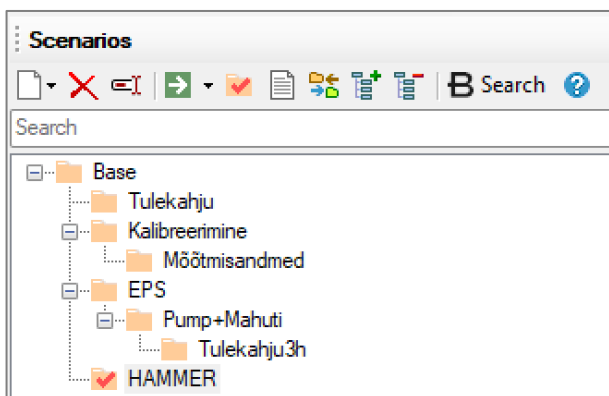 Scenarios
Search
Search
Base
Tulekahju
Kalibreerimine
Mõõtmisandmed
EPS
Pump+Mahuti
Tulekahju3h
HAMMER